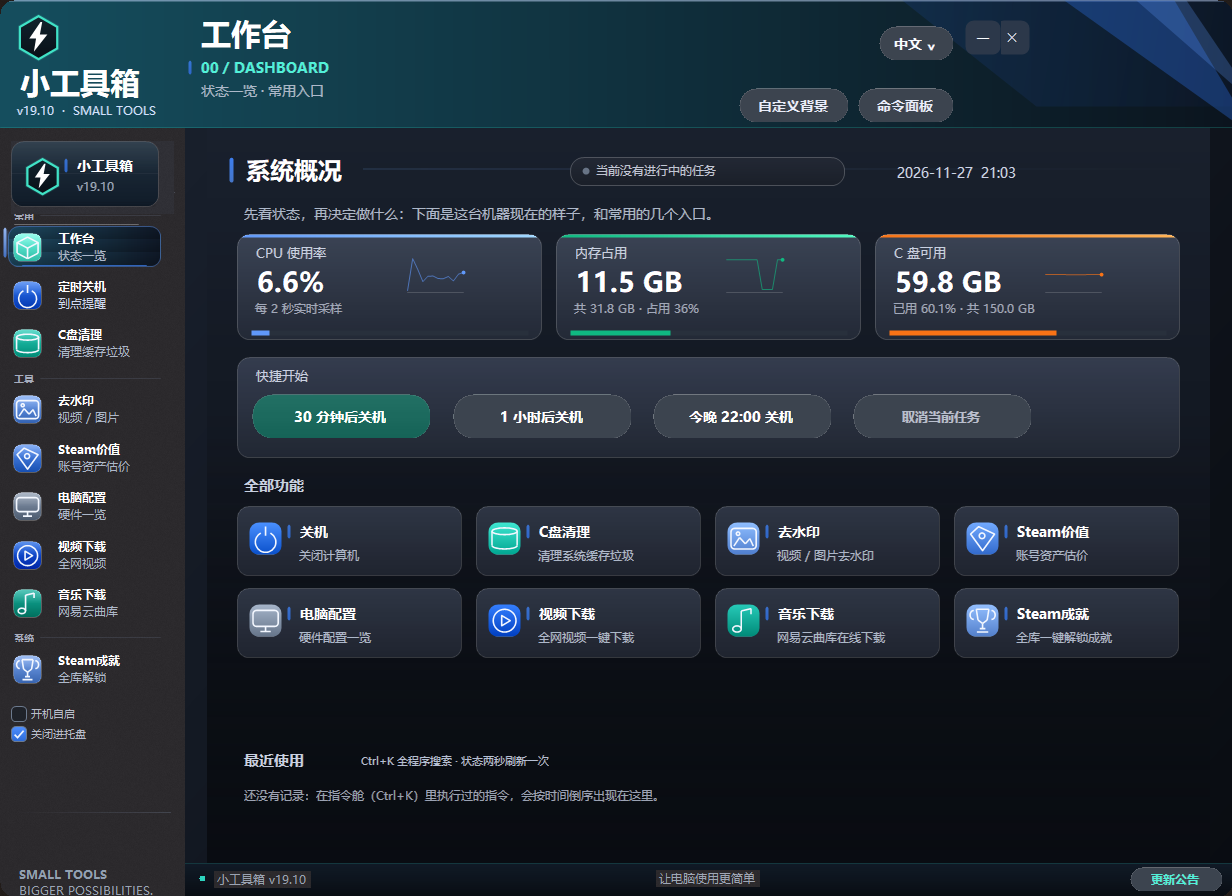 小工具箱
v19.10 · SMALL TOOLS
工作台
00 / DASHBOARD
状态一览 · 常用入口
中文
自定义背景
命令面板
小工具箱
v19.10
常用
工作台
状态一览
定时关机
到点提醒
C盘清理
清理缓存垃圾
工具
去水印
视频 / 图片
Steam价值
账号资产估价
电脑配置
硬件一览
视频下载
全网视频
音乐下载
网易云曲库
系统
Steam成就
全库解锁
开机自启
关闭进托盘
SMALL TOOLS
BIGGER POSSIBILITIES.
系统概况
当前没有进行中的任务
2026-11-27 21:03
先看状态，再决定做什么：下面是这台机器现在的样子，和常用的几个入口。
CPU 使用率
6.6%
每 2 秒实时采样
内存占用
11.5 GB
共 31.8 GB · 占用 36%
C 盘可用
59.8 GB
已用 60.1% · 共 150.0 GB
快捷开始
30 分钟后关机
1 小时后关机
今晚 22:00 关机
取消当前任务
全部功能
关机
关闭计算机
C盘清理
清理系统缓存垃圾
去水印
视频 / 图片去水印
Steam价值
账号资产估价
电脑配置
硬件配置一览
视频下载
全网视频一键下载
音乐下载
网易云曲库在线下载
Steam成就
全库一键解锁成就
最近使用
Ctrl+K 全程序搜索 · 状态两秒刷新一次
还没有记录：在指令舱（Ctrl+K）里执行过的指令，会按时间倒序出现在这里。
小工具箱 v19.10
让电脑使用更简单
更新公告